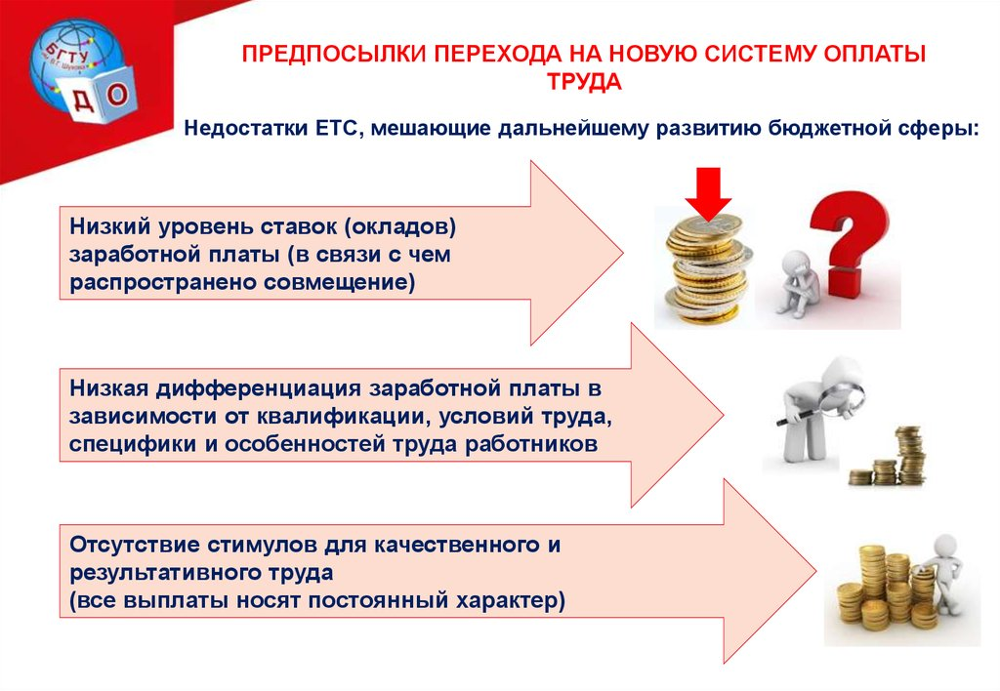 БГТУ
им. В.Г. Шухова
ДО
ПРЕДПОСЫЛКИ ПЕРЕХОДА НА НОВУЮ СИСТЕМУ ОПЛАТЫ
ТРУДА
Недостатки ЕТС, мешающие дальнейшему развитию бюджетной сферы:
Низкий уровень ставок (окладов)
заработной платы (в связи с чем
распространено совмещение)
Низкая дифференциация заработной платы в
зависимости от квалификации, условий труда,
специфики и особенностей труда работников
Отсутствие стимулов для качественного и
результативного труда
(все выплаты носят постоянный характер)